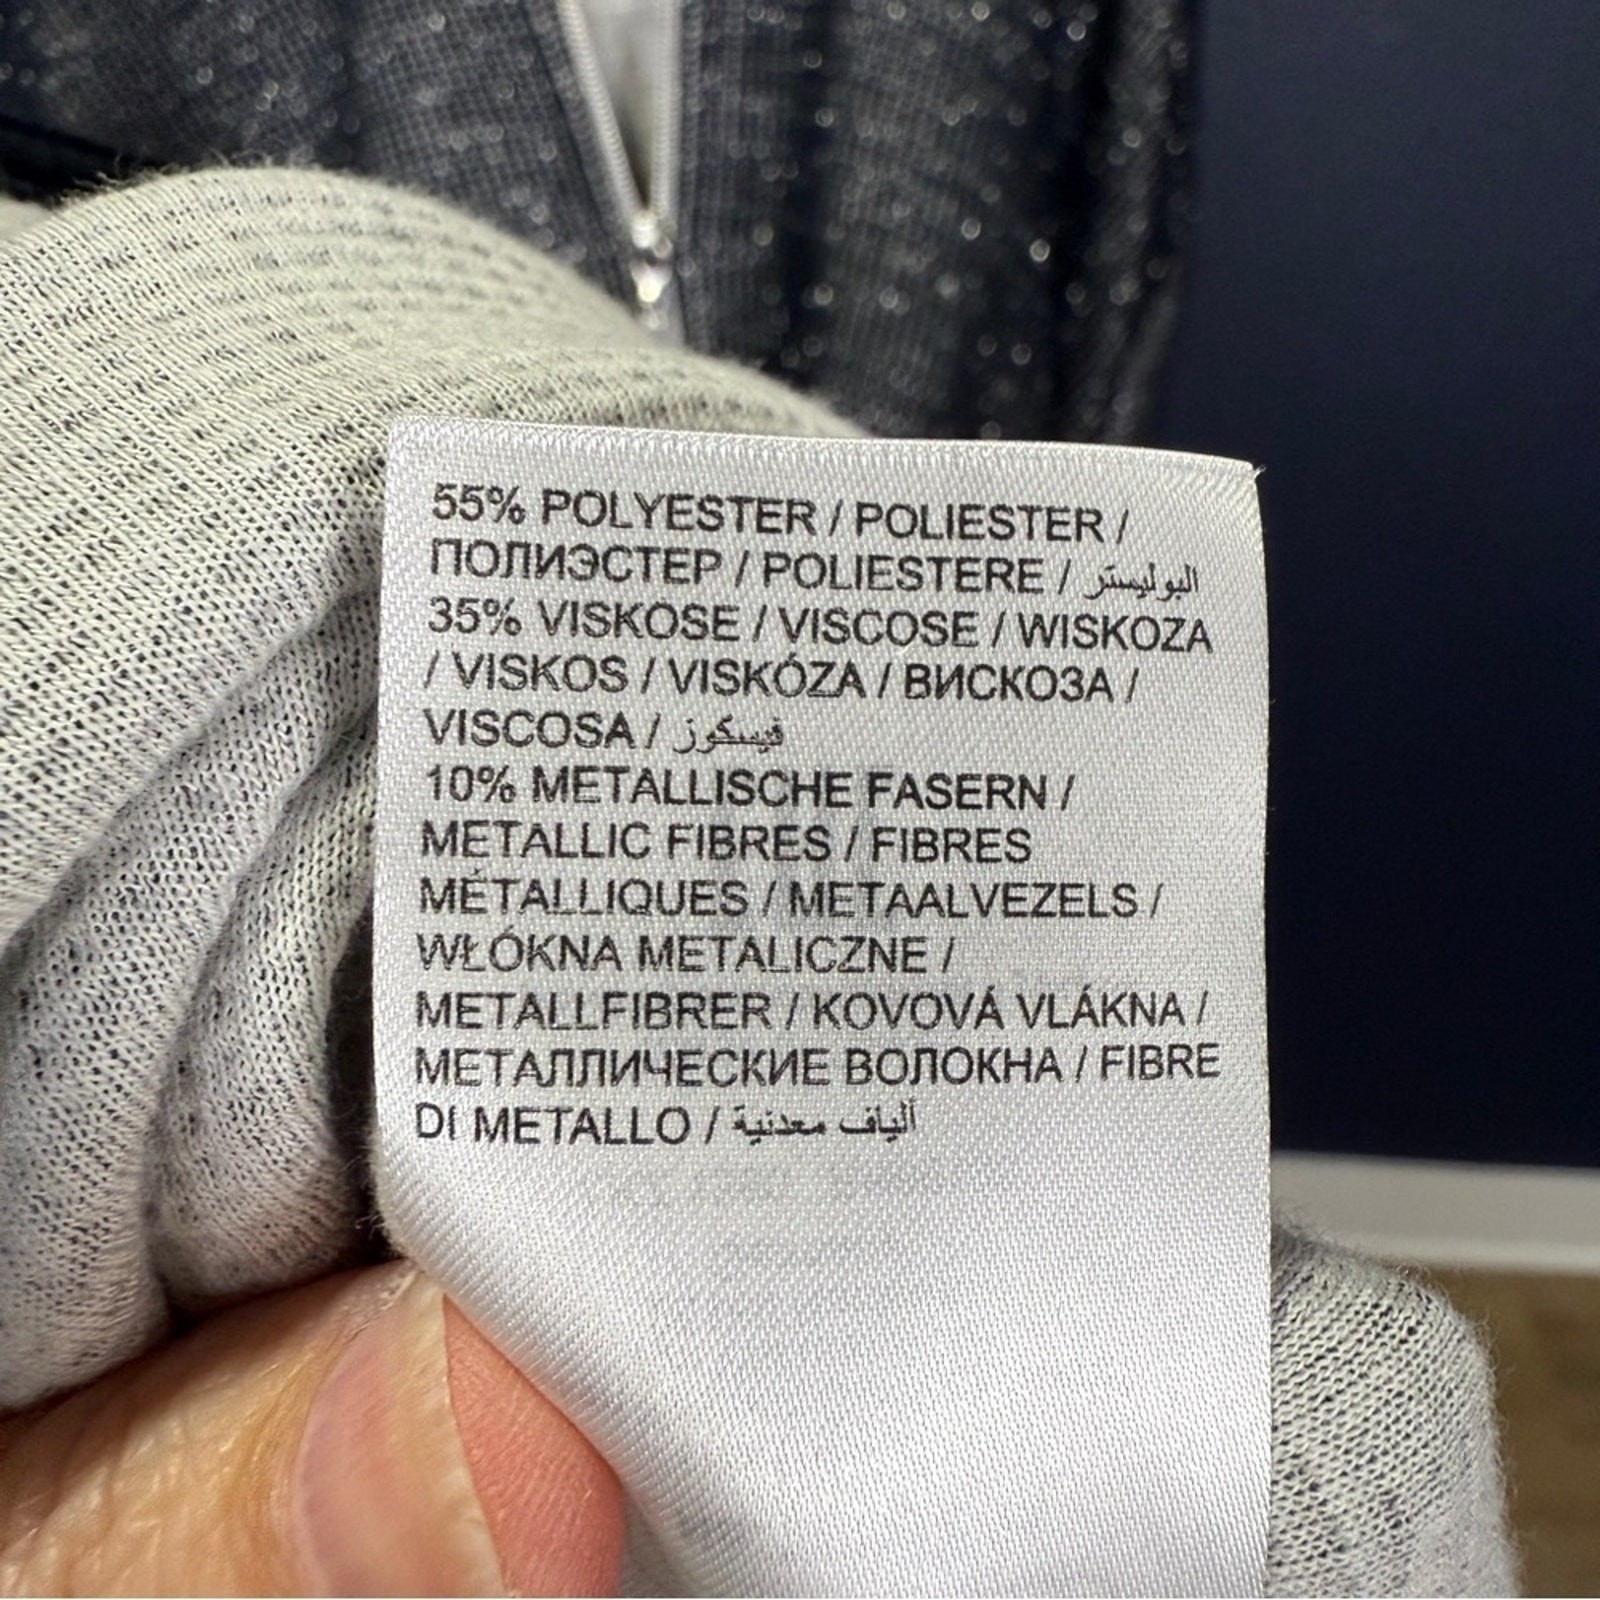 55% POLYESTER / POLIESTER /
ПОЛИЭСТЕР / POLIESTERE / البوليستر
35% VISKOSE / VISCOSE / WISKOZA
/ VISKOS / VISKÓZA / ВИСКОЗА /
VISCOSA / فيسكوز
10% METALLISCHE FASERN /
METALLIC FIBRES / FIBRES
MÉTALLIQUES / METAALVEZELS /
WŁÓKNA METALICZNE /
METALLFIBRER / KOVOVÁ VLÁKNA /
МЕТАЛЛИЧЕСКИЕ ВОЛОКНА / FIBRE
DI METALLO / ألياف معدنية